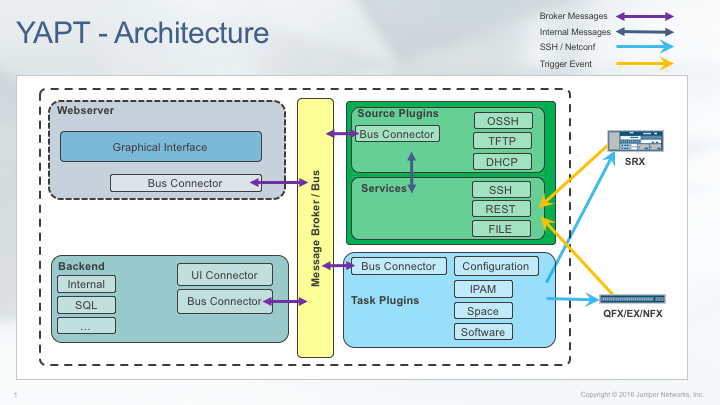 YAPT - Architecture
Broker Messages
Internal Messages
SSH / Netconf
Trigger Event
Webserver
Graphical Interface
Bus Connector
Message Broker / Bus
Source Plugins
Bus Connector
OSSH
TFTP
DHCP
Services
SSH
REST
FILE
SRX
Backend
Internal
SQL
...
UI Connector
Bus Connector
Bus Connector
Task Plugins
Configuration
IPAM
Space
Software
QFX/EX/NFX
1
Copyright © 2016 Juniper Networks, Inc.